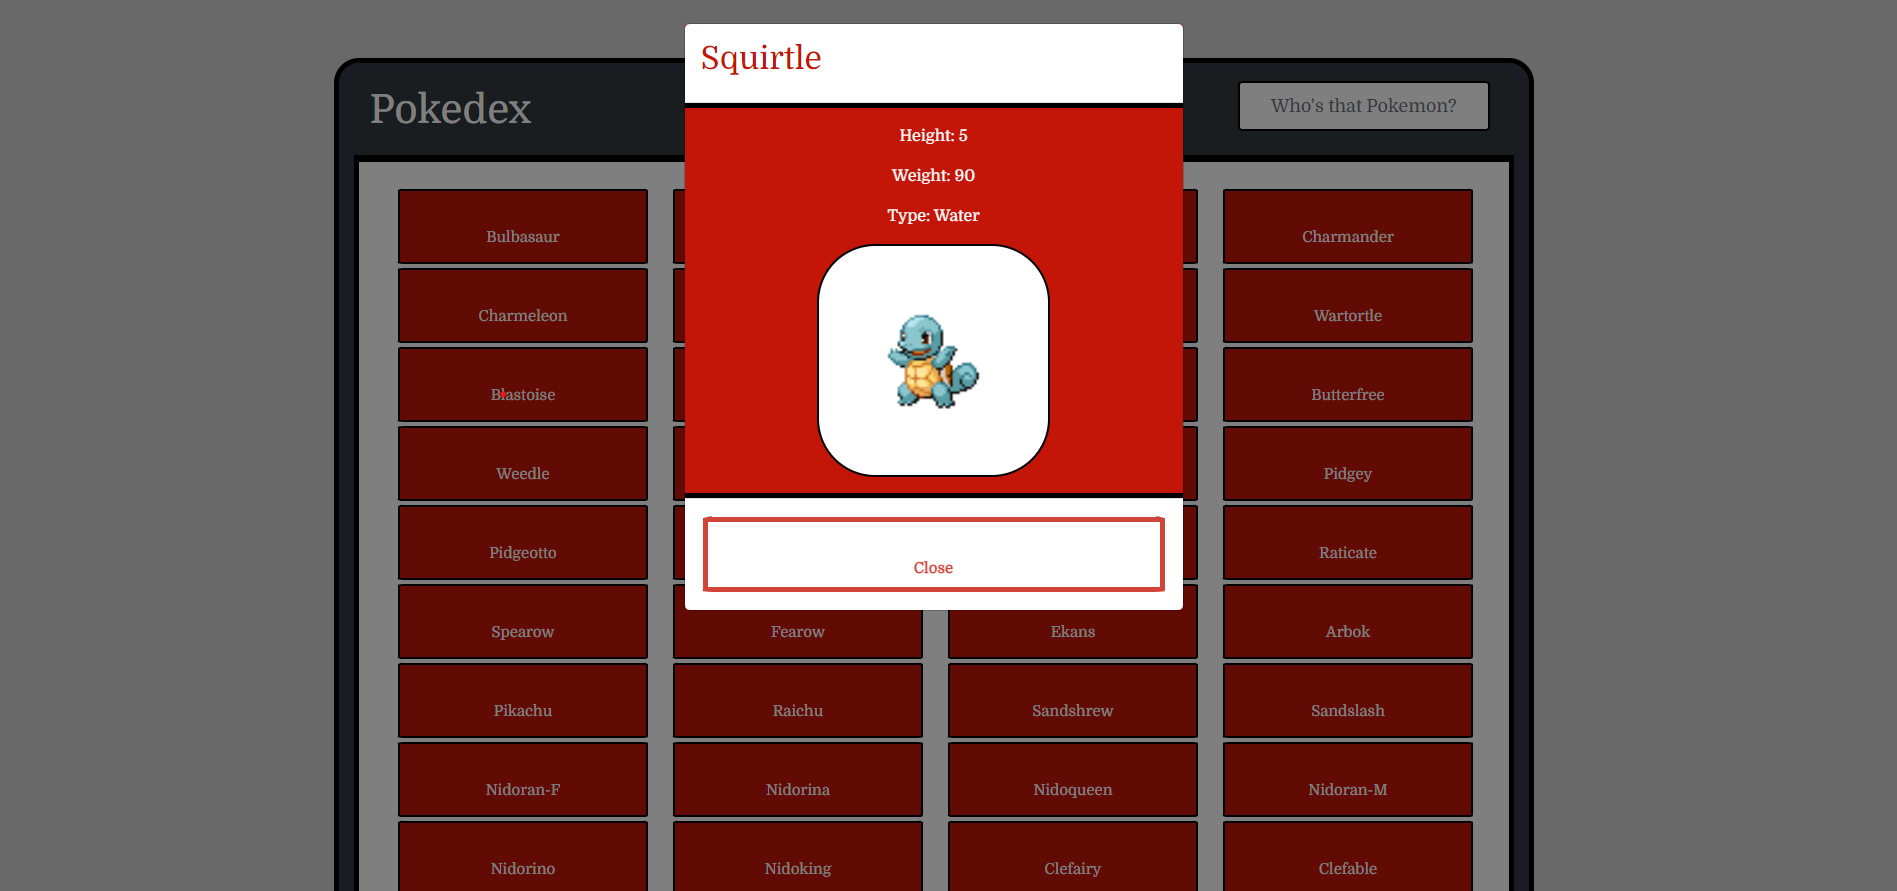 Squirtle
Pokedex
Who's that Pokemon?
Height: 5
Weight: 90
Type: Water
Close
Bulbasaur
Charmander
Charmeleon
Wartortle
Blastoise
Butterfree
Weedle
Pidgey
Pidgeotto
Raticate
Spearow
Fearow
Ekans
Arbok
Pikachu
Raichu
Sandshrew
Sandslash
Nidoran-F
Nidorina
Nidoqueen
Nidoran-M
Nidorino
Nidoking
Clefairy
Clefable